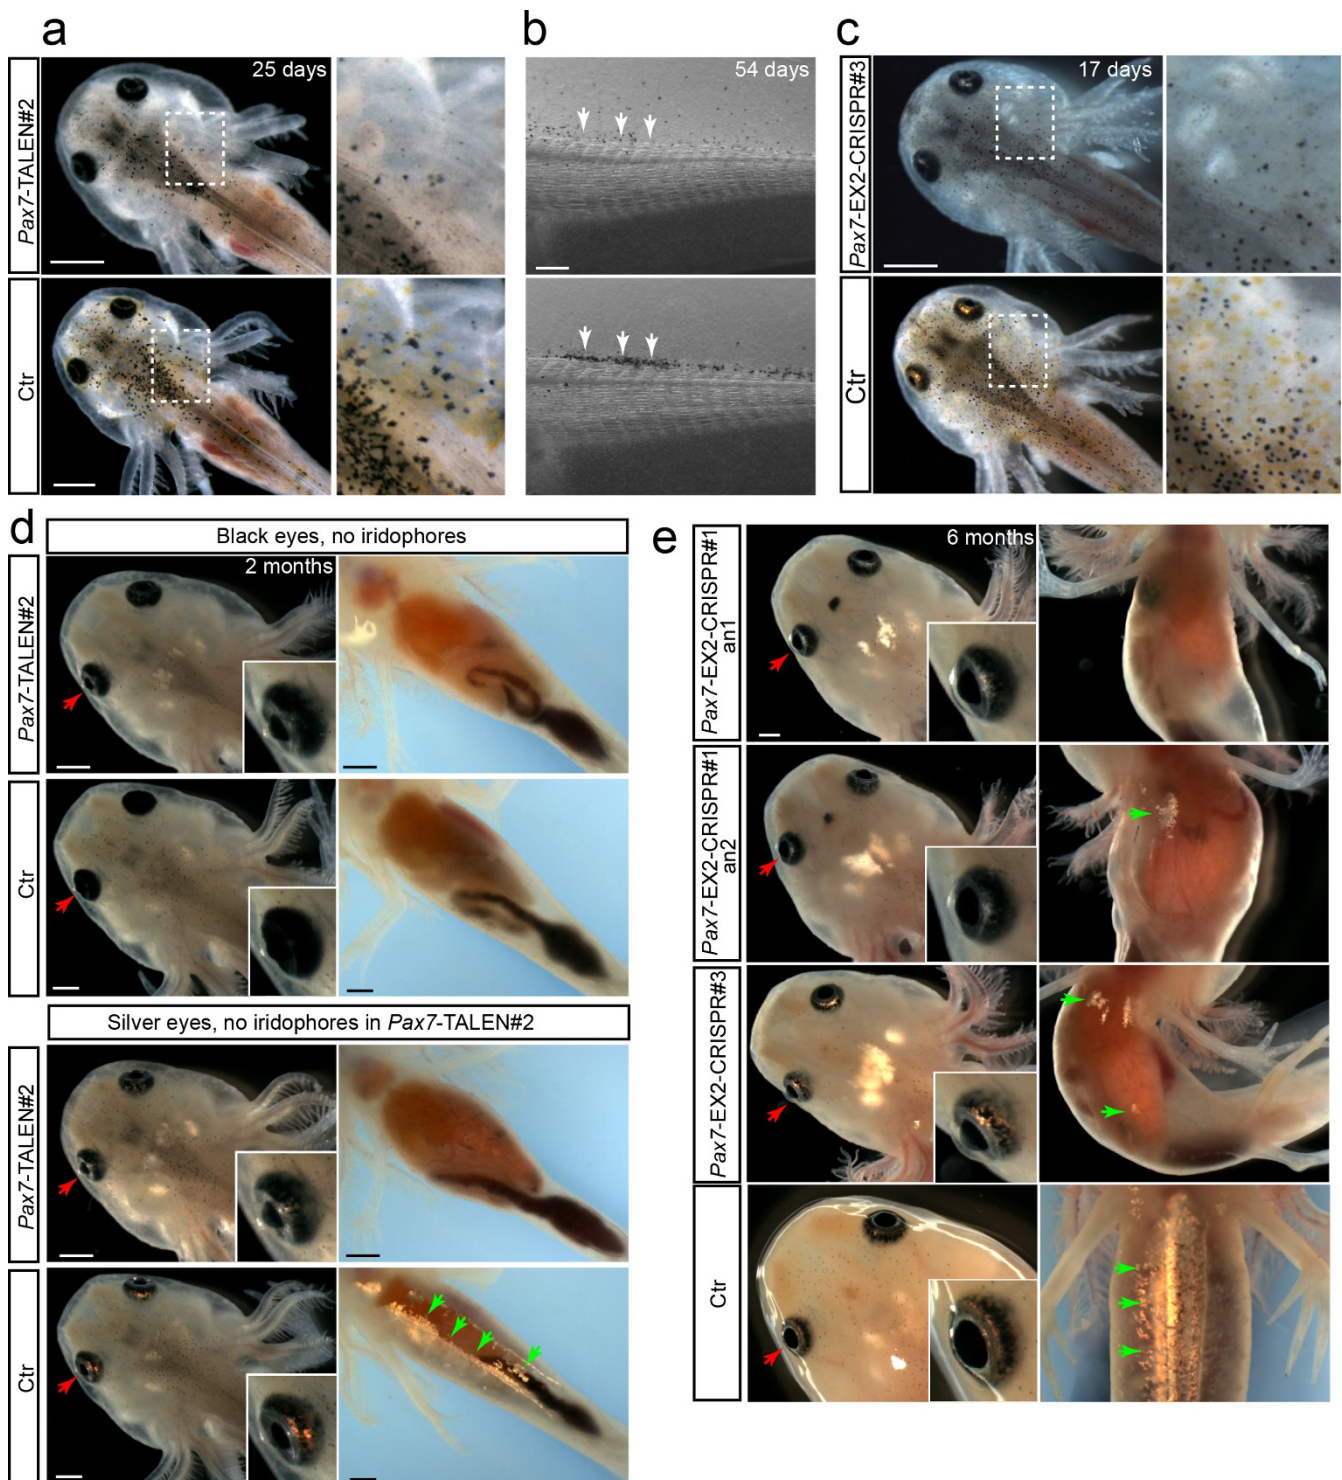 a
b
c
Pax7-TALEN#2
25 days
54 days
Pax7-EX2-CRISPR#3
17 days
Ctr
Ctr
d
Black eyes, no iridophores
Pax7-TALEN#2
2 months
Ctr
Silver eyes, no iridophores in Pax7-TALEN#2
Pax7-TALEN#2
Ctr
e
Pax7-EX2-CRISPR#1
an1
6 months
Pax7-EX2-CRISPR#1
an2
Pax7-EX2-CRISPR#3
Ctr